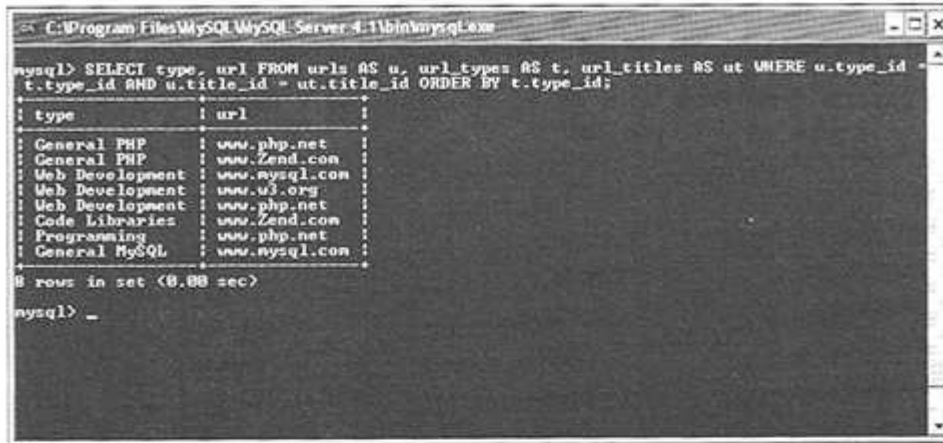 C:\Program Files\MySQL\MySQL Server 4.1\bin\mysql.exe
mysql> SELECT type, url FROM urls AS u, url_types AS t, url_titles AS ut WHERE u.type_id =
t.type_id AND u.title_id = ut.title_id ORDER BY t.type_id;
| type | url |
| General PHP | www.php.net |
| General PHP | www.Zend.com |
| Web Development | www.mysql.com |
| Web Development | www.w3.org |
| Web Development | www.php.net |
| Code Libraries | www.Zend.com |
| Programming | www.php.net |
| General MySQL | www.mysql.com |
8 rows in set (0.00 sec)
mysql> _